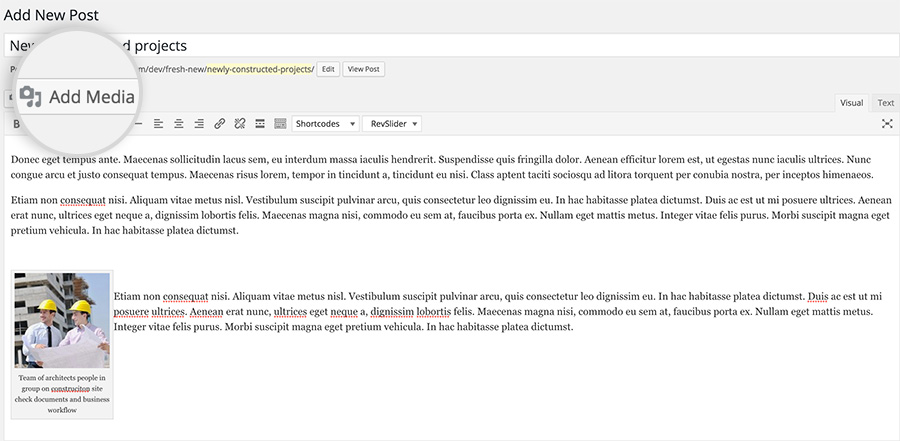 Add New Post
New d projects
P m/dev/fresh-new/newly-constructed-projects/ Edit View Post
Add Media
Visual Text
B Shortcodes RevSlider
Donec eget tempus ante. Maecenas sollicitudin lacus sem, eu interdum massa iaculis hendrerit. Suspendisse quis fringilla dolor. Aenean efficitur lorem est, ut egestas nunc iaculis ultrices. Nunc
congue arcu et justo consequat tempus. Maecenas risus lorem, tempor in tincidunt a, tincidunt eu nisi. Class aptent taciti sociosqu ad litora torquent per conubia nostra, per inceptos himenaeos.
Etiam non consequat nisi. Aliquam vitae metus nisl. Vestibulum suscipit pulvinar arcu, quis consectetur leo dignissim eu. In hac habitasse platea dictumst. Duis ac est ut mi posuere ultrices. Aenean
erat nunc, ultrices eget neque a, dignissim lobortis felis. Maecenas magna nisi, commodo eu sem at, faucibus porta ex. Nullam eget mattis metus. Integer vitae felis purus. Morbi suscipit magna eget
pretium vehicula. In hac habitasse platea dictumst.
Etiam non consequat nisi. Aliquam vitae metus nisl. Vestibulum suscipit pulvinar arcu, quis consectetur leo dignissim eu. In hac habitasse platea dictumst. Duis ac est ut mi
posuere ultrices. Aenean erat nunc, ultrices eget neque a, dignissim lobortis felis. Maecenas magna nisi, commodo eu sem at, faucibus porta ex. Nullam eget mattis metus.
Integer vitae felis purus. Morbi suscipit magna eget pretium vehicula. In hac habitasse platea dictumst.
Team of architects people in
group on construciton site
check documents and business
workflow